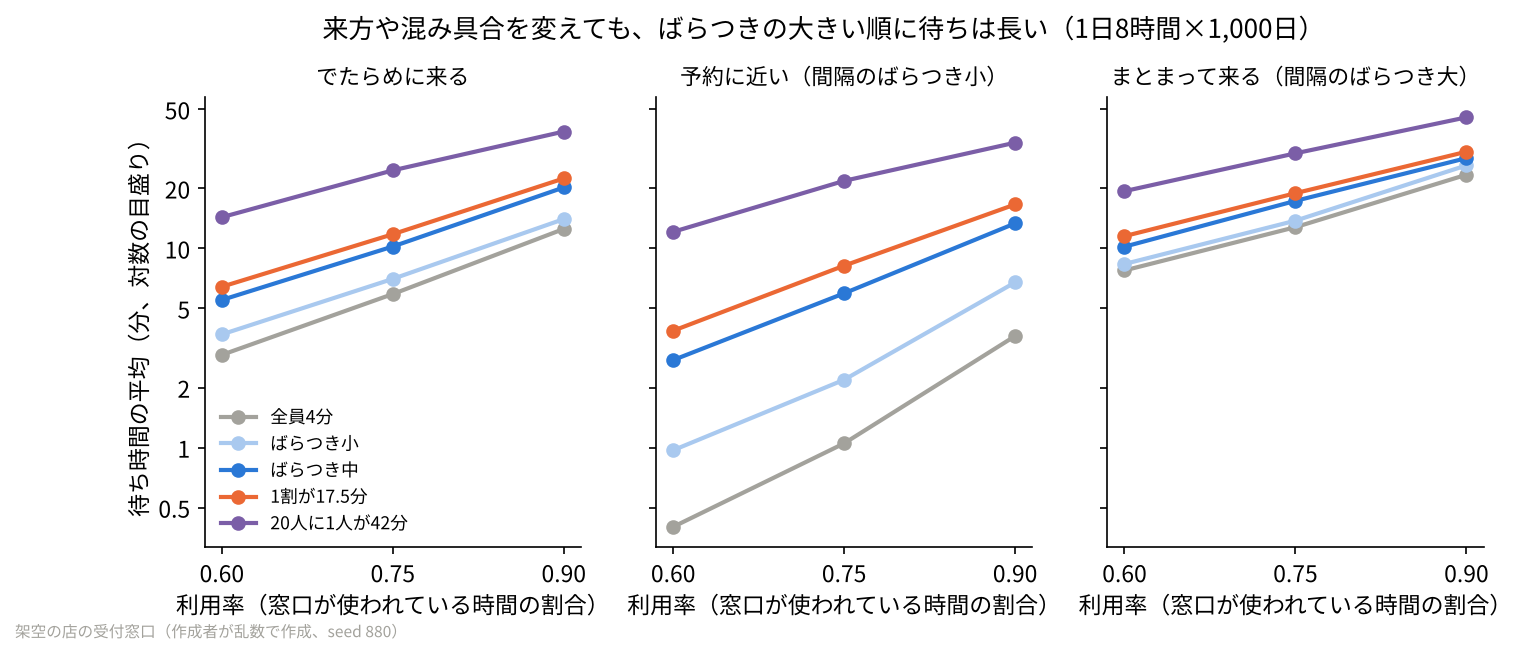 来方や混み具合を変えても、ばらつきの大きい順に待ちは長い（1日8時間×1,000日）
でたらめに来る
予約に近い（間隔のばらつき小）
まとまって来る（間隔のばらつき大）
待ち時間の平均（分、対数の目盛り）
50
20
10
5
2
1
0.5
全員4分
ばらつき小
ばらつき中
1割が17.5分
20人に1人が42分
0.60 0.75 0.90
0.60 0.75 0.90
0.60 0.75 0.90
利用率（窓口が使われている時間の割合）
利用率（窓口が使われている時間の割合）
利用率（窓口が使われている時間の割合）
架空の店の受付窓口（作成者が乱数で作成、seed 880）